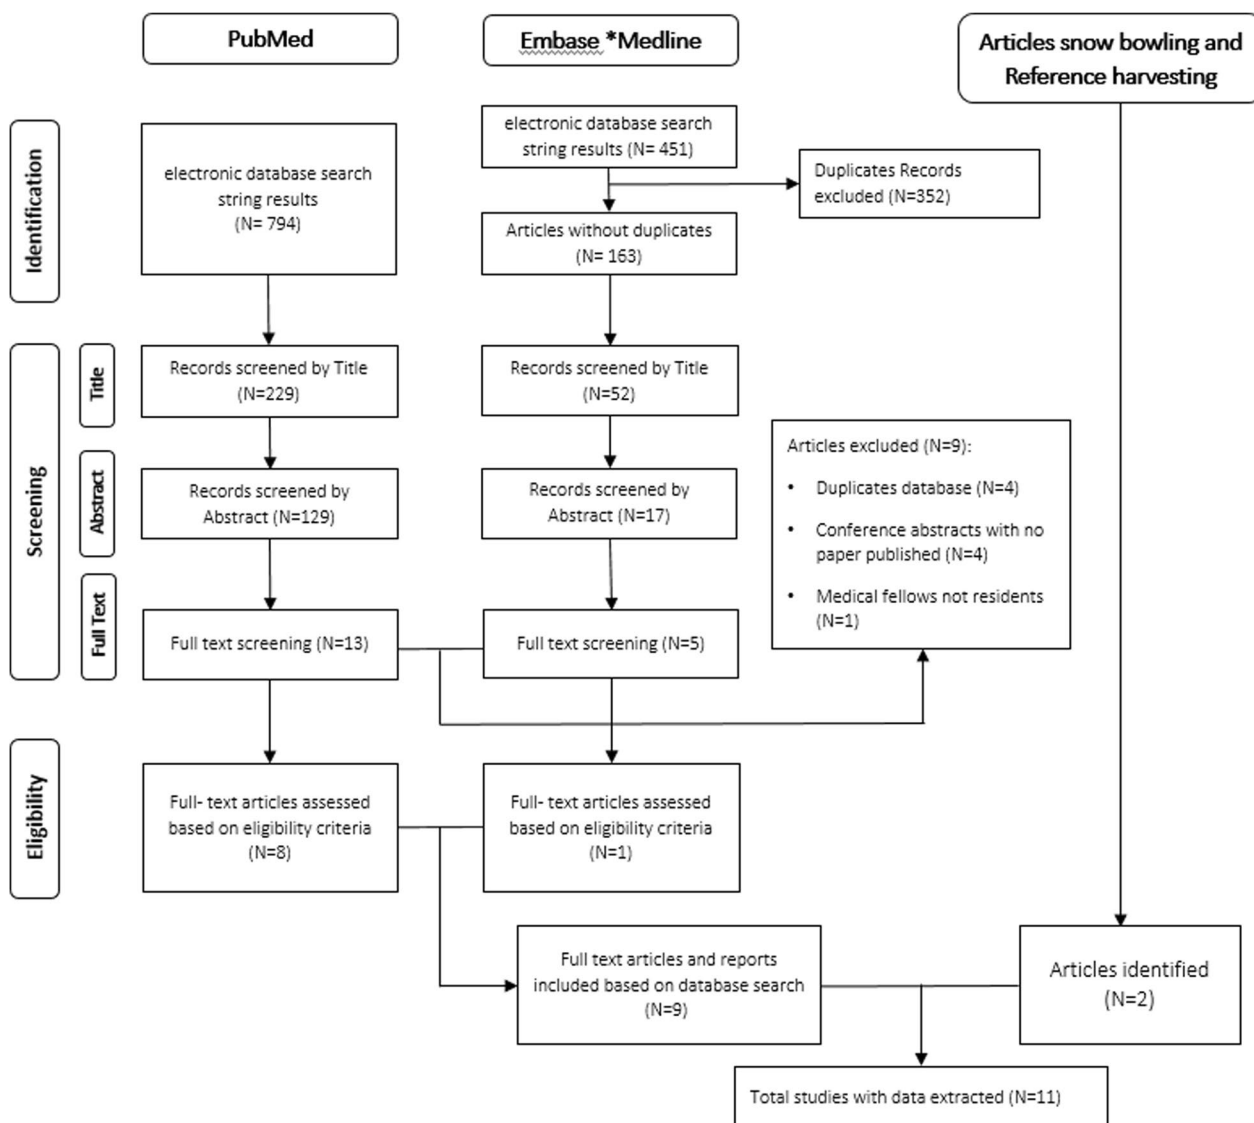 PubMed
Embase *Medline
Articles snow bowling and
Reference harvesting
Identification
electronic database search
string results
(N= 794)
electronic database search
string results (N= 451)
Duplicates Records
excluded (N=352)
Articles without duplicates
(N= 163)
Screening
Title
Records screened by Title
(N=229)
Records screened by Title
(N=52)
Abstract
Records screened by
Abstract (N=129)
Records screened by
Abstract (N=17)
Articles excluded (N=9):
• Duplicates database (N=4)
• Conference abstracts with no
paper published (N=4)
• Medical fellows not residents
(N=1)
Full Text
Full text screening (N=13)
Full text screening (N=5)
Eligibility
Full- text articles assessed
based on eligibility criteria
(N=8)
Full- text articles assessed
based on eligibility criteria
(N=1)
Full text articles and reports
included based on database search
(N=9)
Articles identified
(N=2)
Total studies with data extracted (N=11)